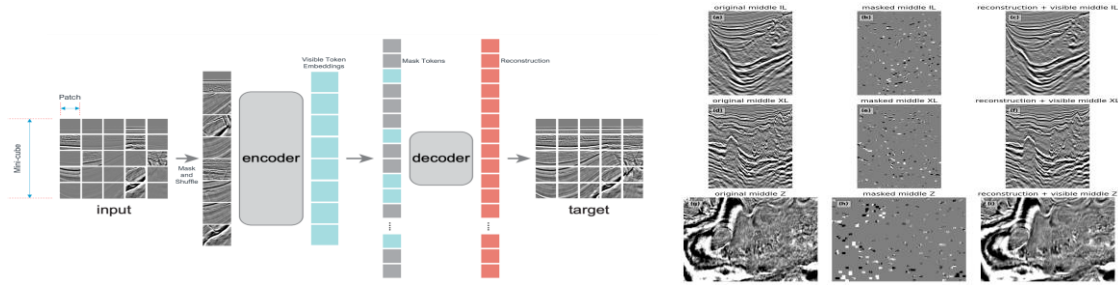 Patch
Mini-cube
input
Mask
and
Shuffle
encoder
Visible Token
Embeddings
Mask Tokens
decoder
Reconstruction
target
original middle IL
masked middle IL
reconstruction + visible middle IL
(a)
(b)
(c)
original middle XL
masked middle XL
reconstruction + visible middle XL
(d)
(e)
(f)
original middle Z
masked middle Z
reconstruction + visible middle Z
(g)
(h)
(i)